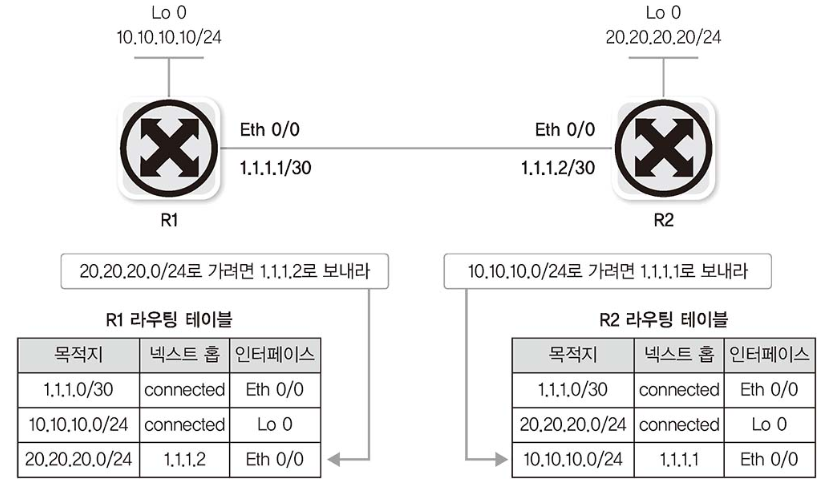 Lo 0
10.10.10.10/24
Lo 0
20.20.20.20/24
Eth 0/0
1.1.1.1/30
Eth 0/0
1.1.1.2/30
R1
R2
20.20.20.0/24로 가려면 1.1.1.2로 보내라
10.10.10.0/24로 가려면 1.1.1.1로 보내라
R1 라우팅 테이블
목적지 넥스트 홉 인터페이스
1.1.1.0/30 connected Eth 0/0
10.10.10.0/24 connected Lo 0
20.20.20.0/24 1.1.1.2 Eth 0/0
R2 라우팅 테이블
목적지 넥스트 홉 인터페이스
1.1.1.0/30 connected Eth 0/0
20.20.20.0/24 connected Lo 0
10.10.10.0/24 1.1.1.1 Eth 0/0